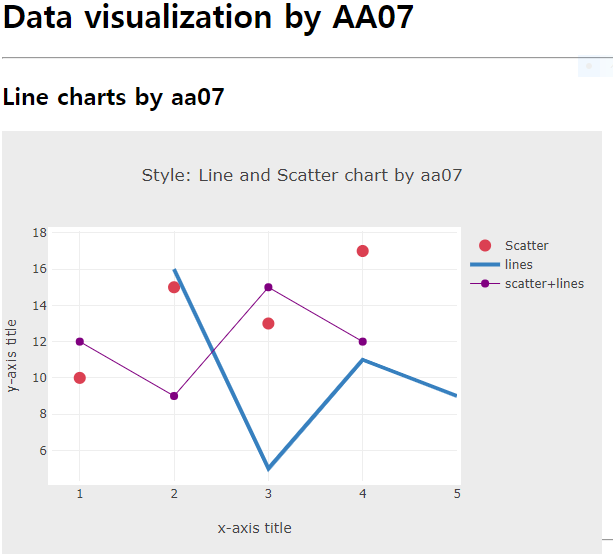 Data visualization by AA07
Line charts by aa07
Style: Line and Scatter chart by aa07
18
16
14
12
10
8
6
y-axis title
1 2 3 4 5
x-axis title
Scatter
lines
scatter+lines